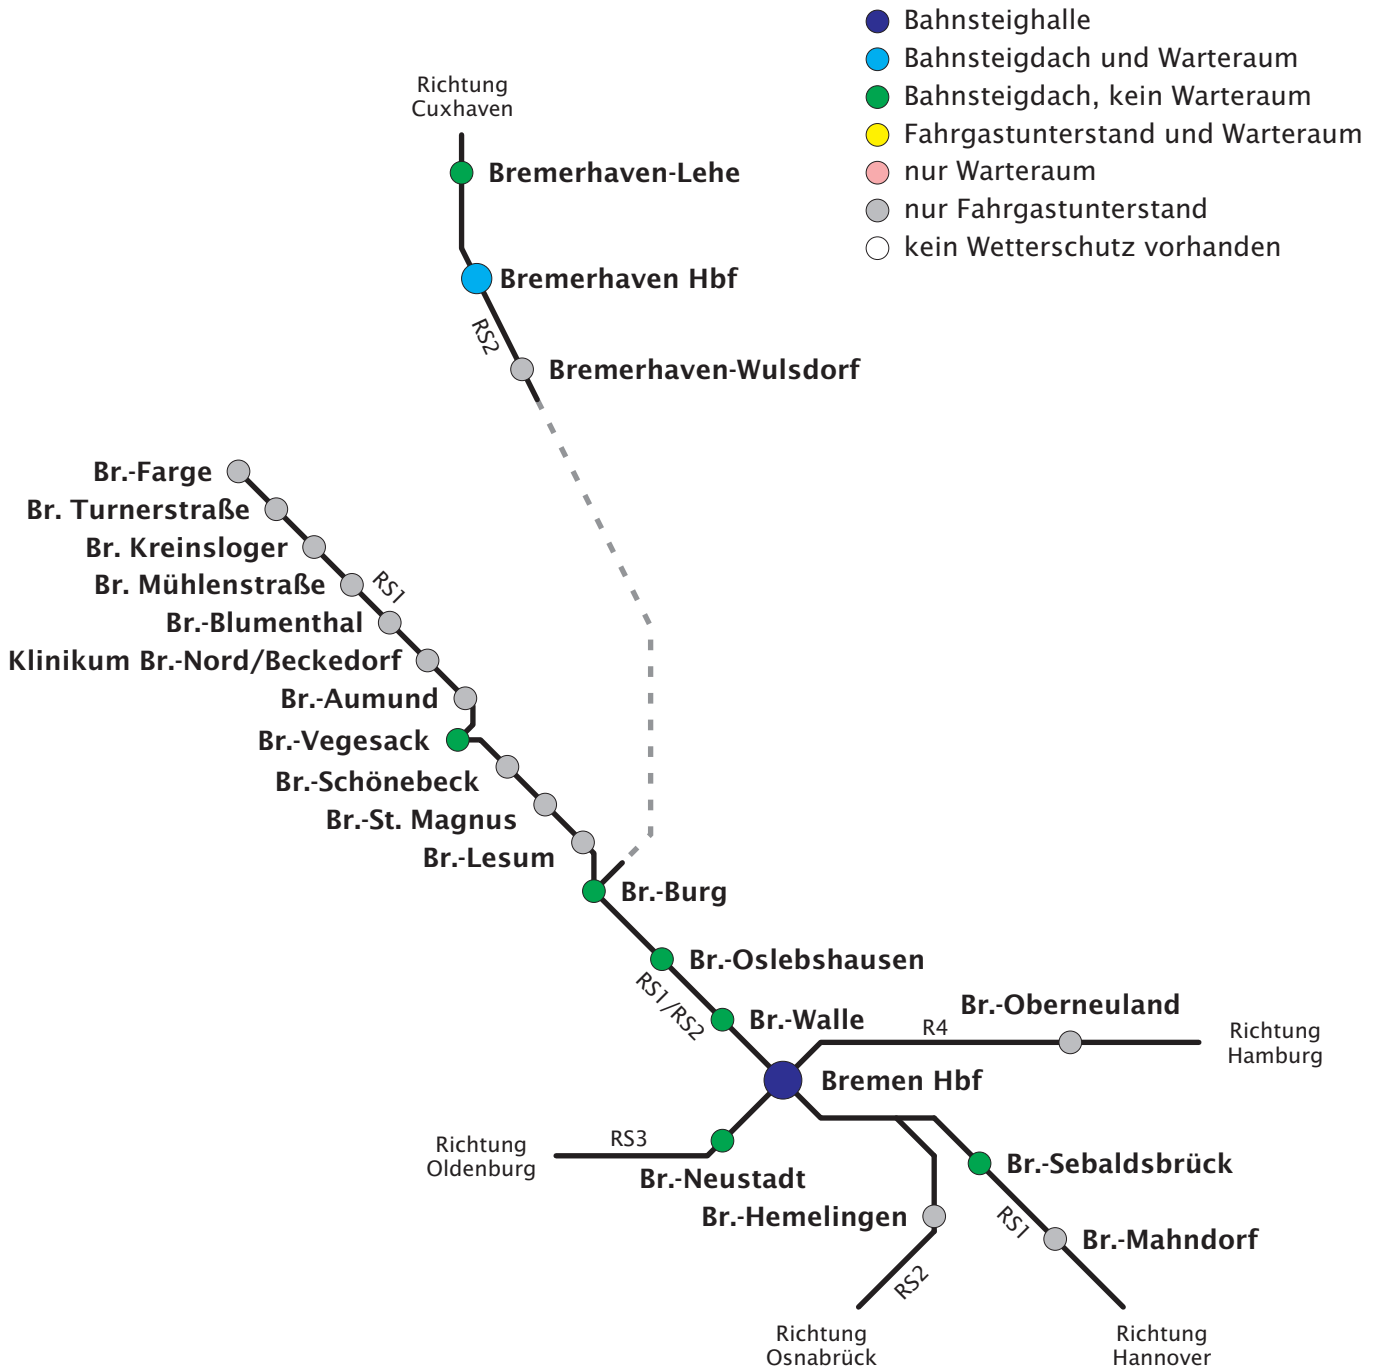 Bahnsteighalle
Bahnsteigdach und Warteraum
Bahnsteigdach, kein Warteraum
Fahrgastunterstand und Warteraum
nur Warteraum
nur Fahrgastunterstand
kein Wetterschutz vorhanden
Richtung
Cuxhaven
Bremerhaven-Lehe
Bremerhaven Hbf
RS2
Bremerhaven-Wulsdorf
Br.-Farge
Br. Turnerstraße
Br. Kreinsloger
Br. Mühlenstraße
RS1
Br.-Blumenthal
Klinikum Br.-Nord/Beckedorf
Br.-Aumund
Br.-Vegesack
Br.-Schönebeck
Br.-St. Magnus
Br.-Lesum
Br.-Burg
Br.-Oslebshausen
RS1/RS2
Br.-Walle
Br.-Oberneuland
R4
Richtung
Hamburg
Bremen Hbf
RS3
Richtung
Oldenburg
Br.-Neustadt
Br.-Sebaldsbrück
Br.-Hemelingen
RS1
Br.-Mahndorf
RS2
Richtung
Osnabrück
Richtung
Hannover